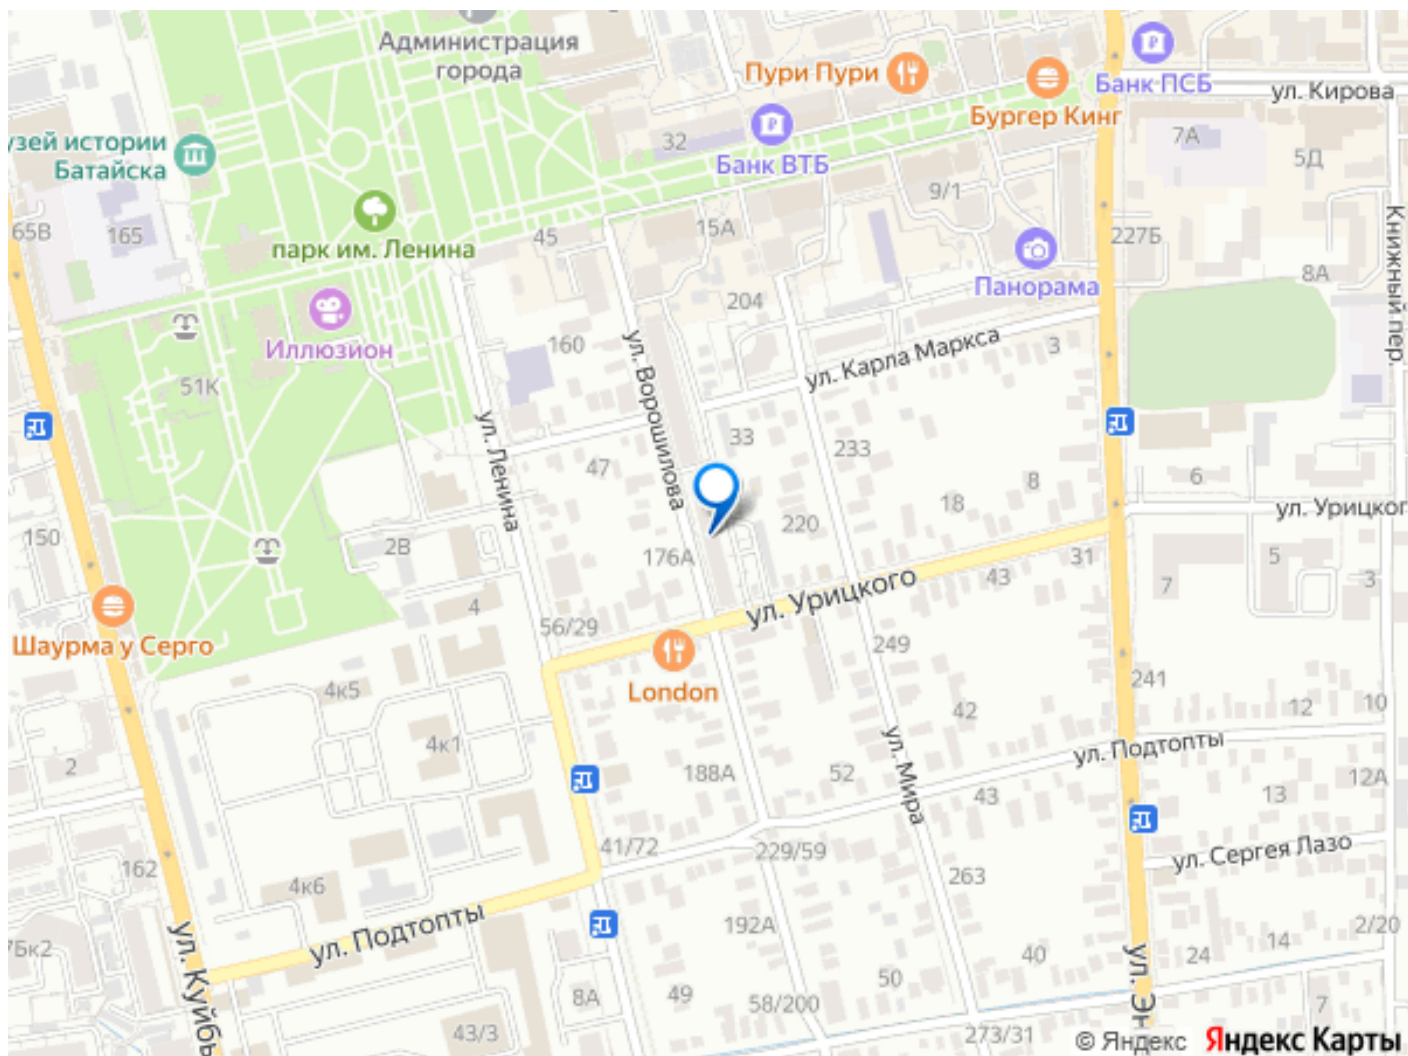 Администрация
города
Пури Пури
Банк ПСБ
ул. Кирова
Бургер Кинг
узей истории
Батайска
32
Банк ВТБ
7А
5Д
9/1
65В
165
парк им. Ленина
45
15А
227Б
Книжный пер.
8А
Панорама
204
Иллюзион
160
ул. Ворошилова
ул. Карла Маркса
3
51К
ул. Ленина
33
233
47
6
8
18
220
ул. Урицког
150
2В
176А
31
5
43
7
3
ул. Урицкого
4
56/29
Шаурма у Серго
249
4к5
London
241
42
12
10
4к1
ул. Мира
ул. Подтопты
2
188А
52
43
12А
13
41/72
229/59
ул. Сергея Лазо
162
4к6
263
ул. Подтопты
192А
2/20
7Бк2
14
40
24
ул. Куйбы
ул. Эн
50
8А
49
58/200
7
43/3
273/31
© Яндекс Яндекс Карты